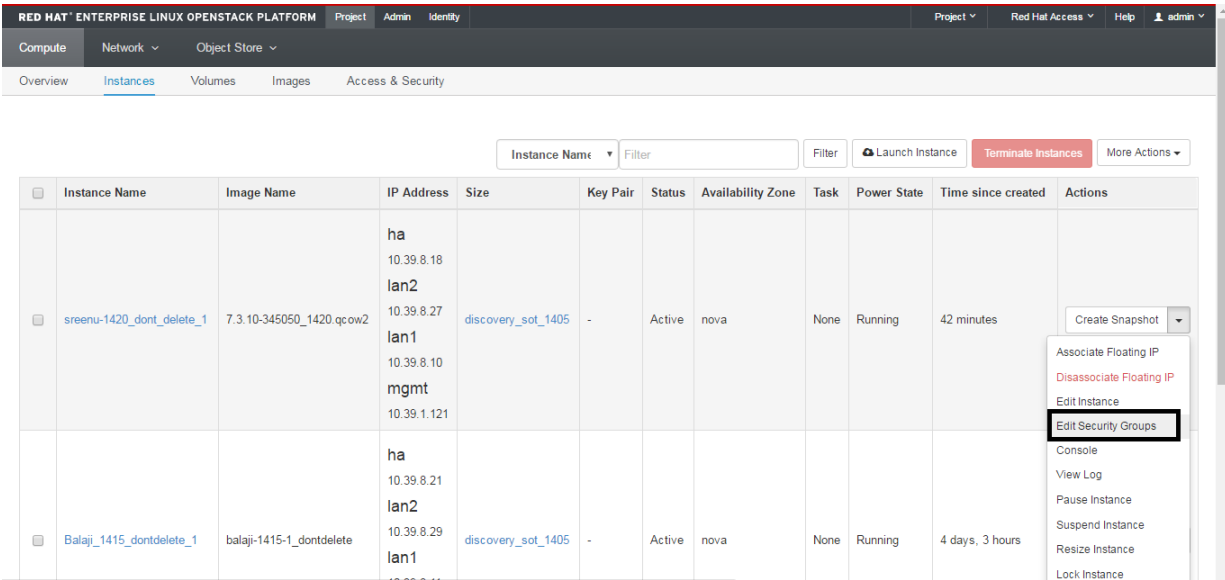 RED HAT® ENTERPRISE LINUX OPENSTACK PLATFORM Project Admin Identity Project Red Hat Access Help admin
Compute Network Object Store
Overview Instances Volumes Images Access & Security
Instance Name Filter Filter Launch Instance Terminate Instances More Actions
Instance Name Image Name IP Address Size Key Pair Status Availability Zone Task Power State Time since created Actions
ha
10.39.8.18
lan2
10.39.8.27
sreenu-1420_dont_delete_1 7.3.10-345050_1420.qcow2 discovery_sot_1405 - Active nova None Running 42 minutes Create Snapshot
lan1
10.39.8.10
mgmt
10.39.1.121
Associate Floating IP
Disassociate Floating IP
Edit Instance
Edit Security Groups
Console
View Log
Pause Instance
Suspend Instance
Resize Instance
Lock Instance
ha
10.39.8.21
lan2
10.39.8.29
Balaji_1415_dontdelete_1 balaji-1415-1_dontdelete discovery_sot_1405 - Active nova None Running 4 days, 3 hours
lan1